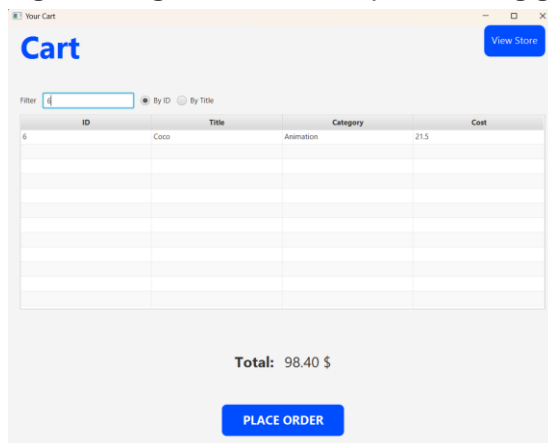 Your Cart
Cart
View Store
Filter 6 By ID By Title
ID Title Category Cost
6 Coco Animation 21.5
Total: 98.40 $
PLACE ORDER